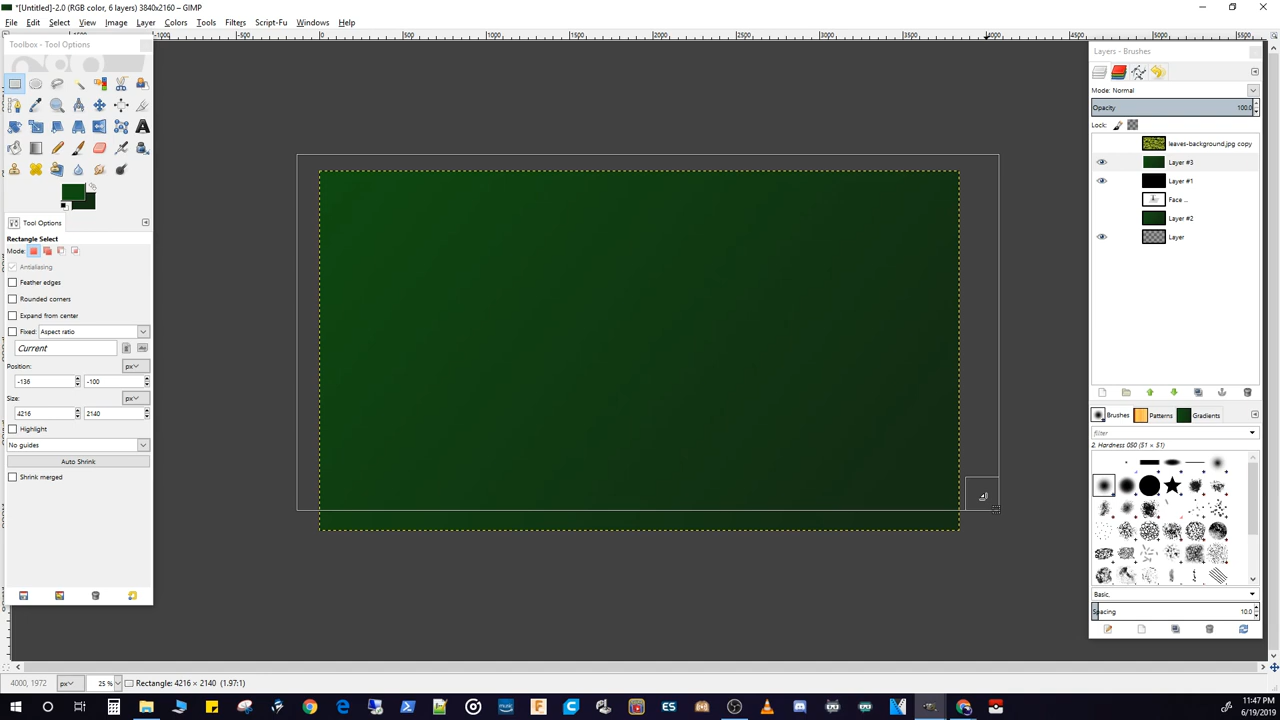 *[Untitled]-2.0 (RGB color, 6 layers) 3840x2160 – GIMP
File Edit Select View Image Layer Colors Tools Filters Script-Fu Windows Help
Toolbox - Tool Options
Layers - Brushes
Mode: Normal
Opacity 100.0
Lock:
leaves-background.jpg copy
Layer #3
Layer #1
Face ...
Layer #2
Layer
Tool Options
Rectangle Select
Mode:
Antialiasing
Feather edges
Rounded corners
Expand from center
Fixed: Aspect ratio
Current
Position:
px
-136 -100
Size:
px
4216 2140
Highlight
No guides
Auto Shrink
Shrink merged
Brushes Patterns Gradients
filter
2. Hardness 050 (51 × 51)
Basic,
Spacing 10.0
4000, 1972 px 25 % Rectangle: 4216 × 2140 (1.97:1)
11:47 PM
6/19/2019